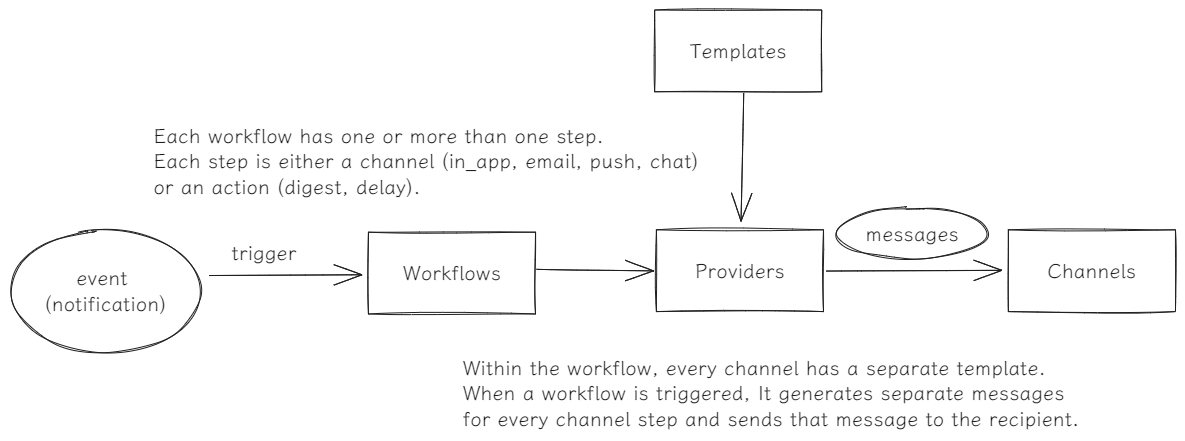 Templates
Each workflow has one or more than one step.
Each step is either a channel (in_app, email, push, chat)
or an action (digest, delay).
event
(notification)
trigger
Workflows
Providers
messages
Channels
Within the workflow, every channel has a separate template.
When a workflow is triggered, It generates separate messages
for every channel step and sends that message to the recipient.